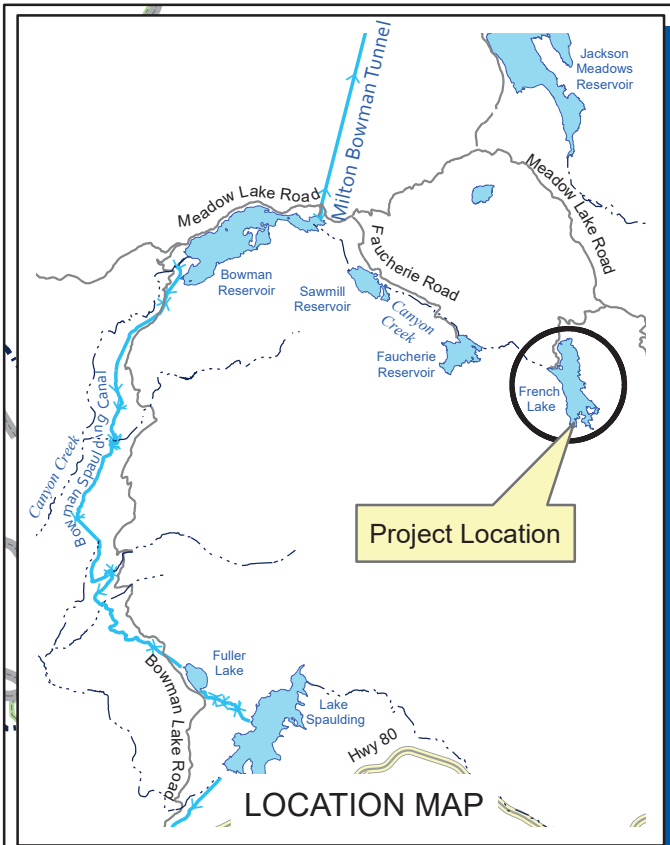 Jackson
Meadows
Reservoir
Milton Bowman Tunnel
Meadow Lake Road
Meadow Lake Road
Faucherie Road
Bowman
Reservoir
Sawmill
Reservoir
Canyon
Creek
Faucherie
Reservoir
French
Lake
Bowman Spaulding Canal
Canyon Creek
Project Location
Fuller
Lake
Bowman Lake Road
Lake
Spaulding
Hwy 80
LOCATION MAP